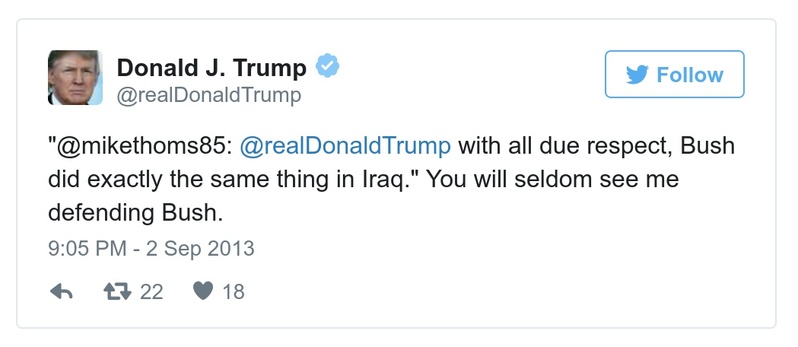 Donald J. Trump
@realDonaldTrump
Follow
"@mikethoms85: @realDonaldTrump with all due respect, Bush
did exactly the same thing in Iraq." You will seldom see me
defending Bush.
9:05 PM - 2 Sep 2013
22 18